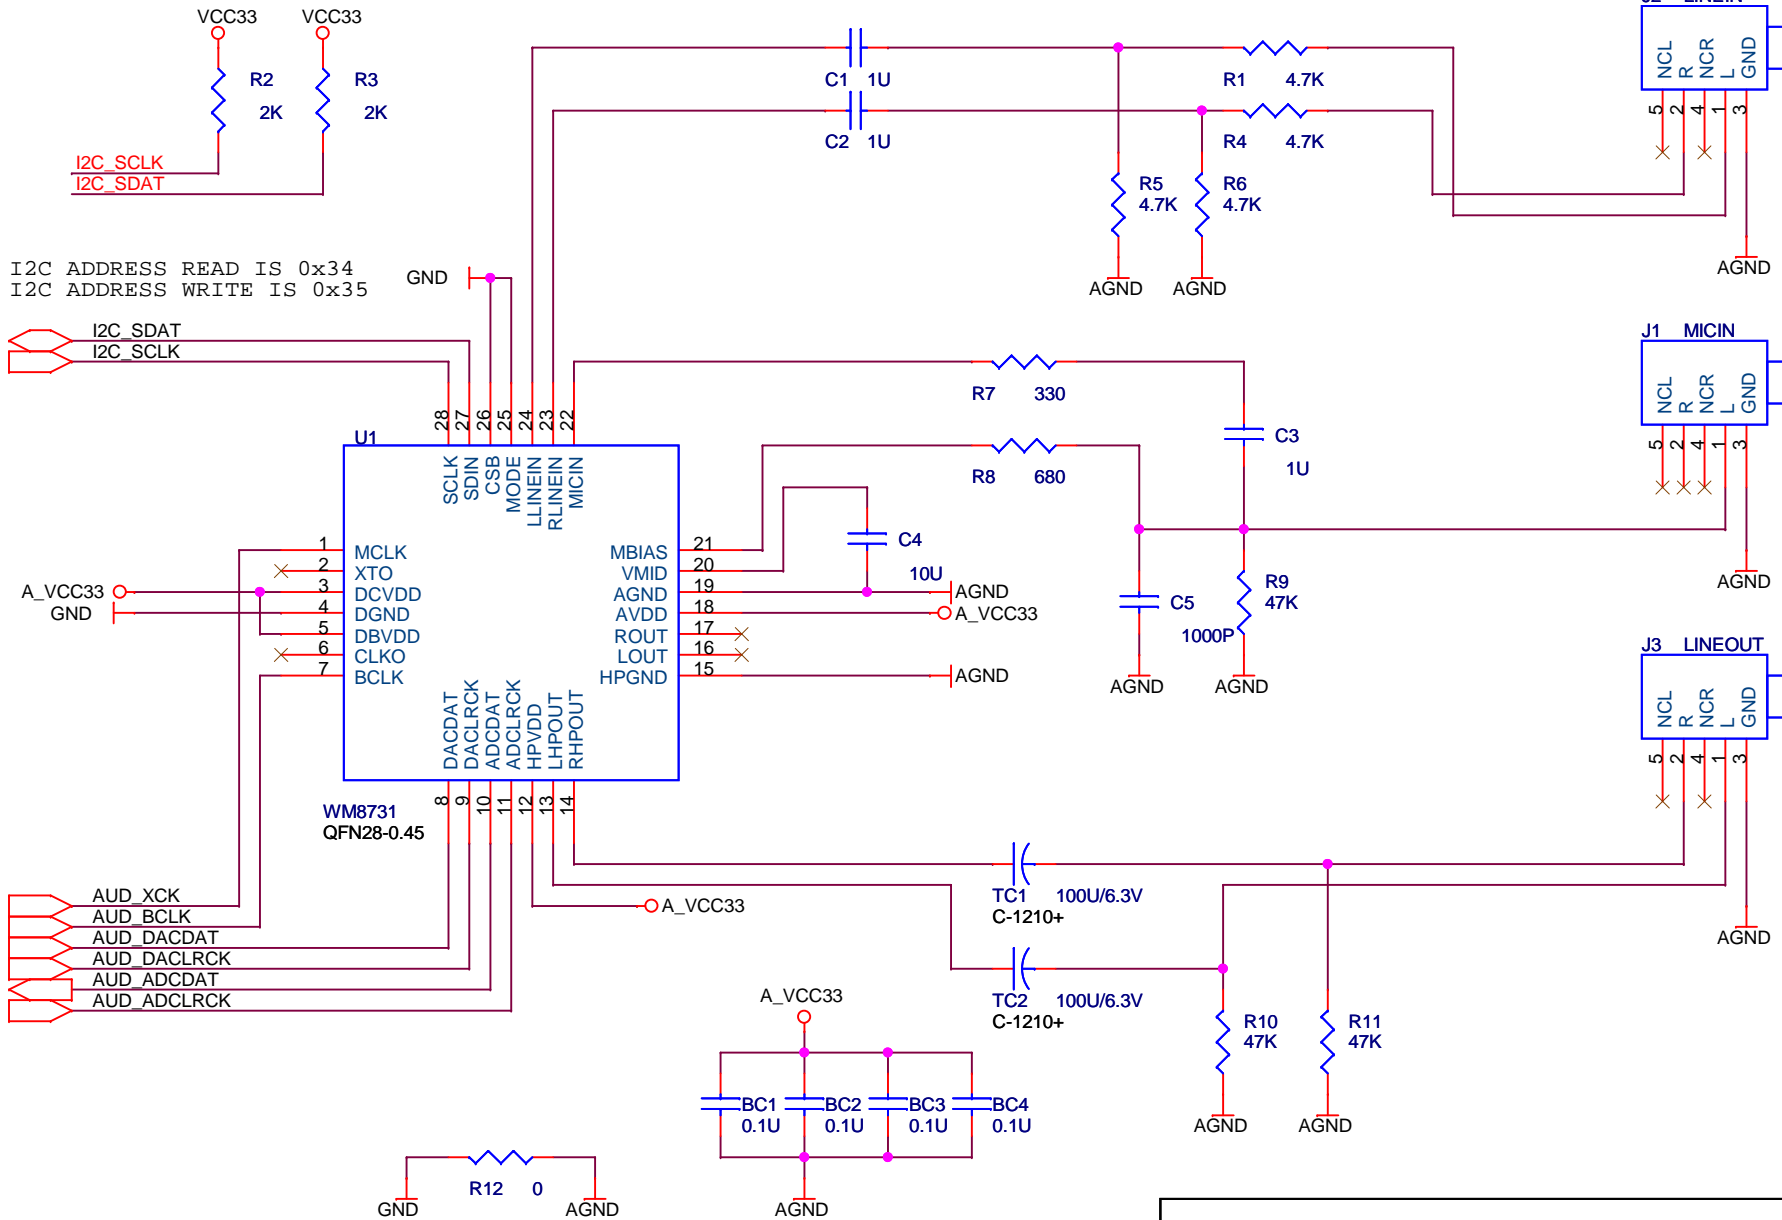 VCC33 VCC33
R2 2K
R3 2K
I2C_SCLK
I2C_SDAT
C1 1U
R1 4.7K
C2 1U
R4 4.7K
R5 4.7K
R6 4.7K
AGND AGND
J2 LINEIN
NCL R NCR L GND
5 2 4 1 3
AGND
I2C ADDRESS READ IS 0x34
I2C ADDRESS WRITE IS 0x35
GND
I2C_SDAT
I2C_SCLK
R7 330
R8 680
C3 1U
J1 MICIN
NCL R NCR L GND
5 2 4 1 3
AGND
U1
28 27 26 25 24 23 22
SCLK SDIN CSB MODE LLINEIN RLINEIN MICIN
1 MCLK
2 XTO
3 DCVDD
4 DGND
5 DBVDD
6 CLKO
7 BCLK
A_VCC33
GND
MBIAS 21
VMID 20
AGND 19
AVDD 18
ROUT 17
LOUT 16
HPGND 15
C4 10U
AGND
A_VCC33
AGND
C5 1000P
R9 47K
AGND AGND
DACDAT DACLRCK ADCDAT ADCLRCK HPVDD LHPOUT RHPOUT
8 9 10 11 12 13 14
WM8731
QFN28-0.45
J3 LINEOUT
NCL R NCR L GND
5 2 4 1 3
AGND
AUD_XCK
AUD_BCLK
AUD_DACDAT
AUD_DACLRCK
AUD_ADCDAT
AUD_ADCLRCK
A_VCC33
TC1 100U/6.3V
C-1210+
TC2 100U/6.3V
C-1210+
R10 47K
R11 47K
AGND AGND
A_VCC33
BC1 0.1U
BC2 0.1U
BC3 0.1U
BC4 0.1U
AGND
R12 0
GND AGND